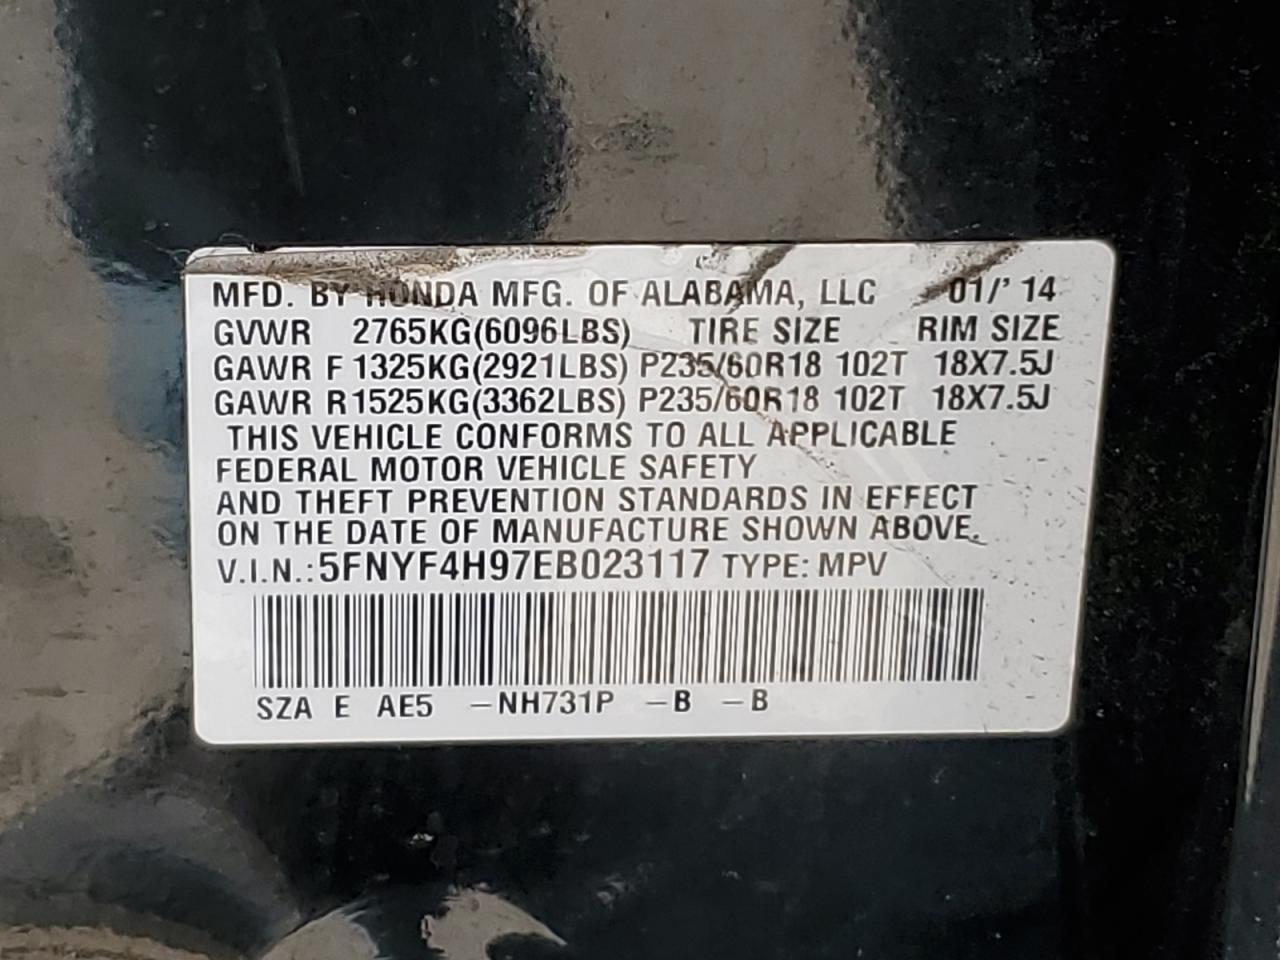 MFD. BY HONDA MFG. OF ALABAMA, LLC 01/'14
GVWR 2765KG(6096LBS) TIRE SIZE RIM SIZE
GAWR F 1325KG(2921LBS) P235/60R18 102T 18X7.5J
GAWR R 1525KG(3362LBS) P235/60R18 102T 18X7.5J
THIS VEHICLE CONFORMS TO ALL APPLICABLE
FEDERAL MOTOR VEHICLE SAFETY
AND THEFT PREVENTION STANDARDS IN EFFECT
ON THE DATE OF MANUFACTURE SHOWN ABOVE.
V.I.N.:5FNYF4H97EB023117 TYPE: MPV
SZA E AE5 -NH731P -B -B